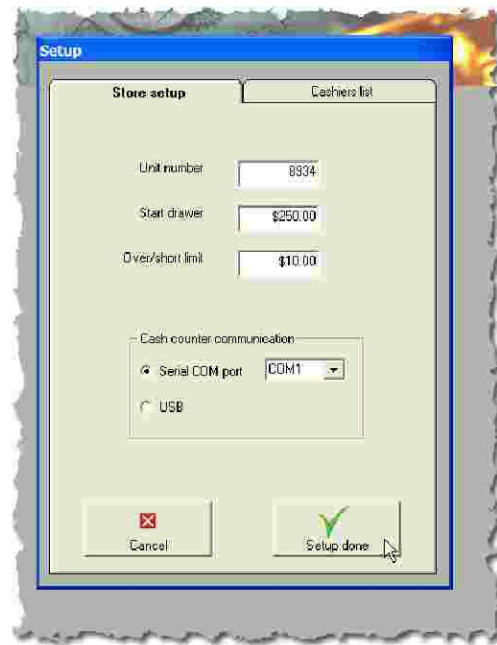 Setup
Store setup
Cashiers list
Unit number 8934
Start drawer $250.00
Over/short limit $10.00
Cash counter communication
Serial COM port COM1
USB
Cancel
Setup done